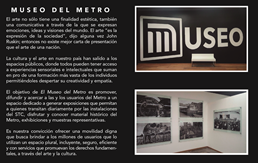 MUSEO DEL METRO
El arte no sólo tiene una finalidad estética, también
una comunicativa a través de la que se expresan
emociones, ideas y visiones del mundo. El arte "es la
expresión de la sociedad", dijo alguna vez John
Ruskin; entonces no existe mejor carta de presentación
que el arte de una nación.
La cultura y el arte en nuestro país han salido a los
espacios públicos, donde todos pueden tener acceso
a experiencias sensoriales e intelectuales que suman
en pro de una formación más vasta de los individuos
permitiéndoles despertar su creatividad y empatía.
El objetivo de El Museo del Metro es promover,
difundir y acercar a las y los usuarios del Metro a un
espacio dedicado a generar exposiciones que permitan
a quienes transitan diariamente por las instalaciones
del STC, disfrutar y conocer material histórico del
Metro, exhibiciones y muestras representativas.
Es nuestra convicción ofrecer una movilidad digna
que busca brindar a los millones de usuarios que lo
utilizan un espacio plural, incluyente, seguro, eficiente
y con servicios que promuevan los derechos fundamen-
tales, a través del arte y la cultura.
MUSEO